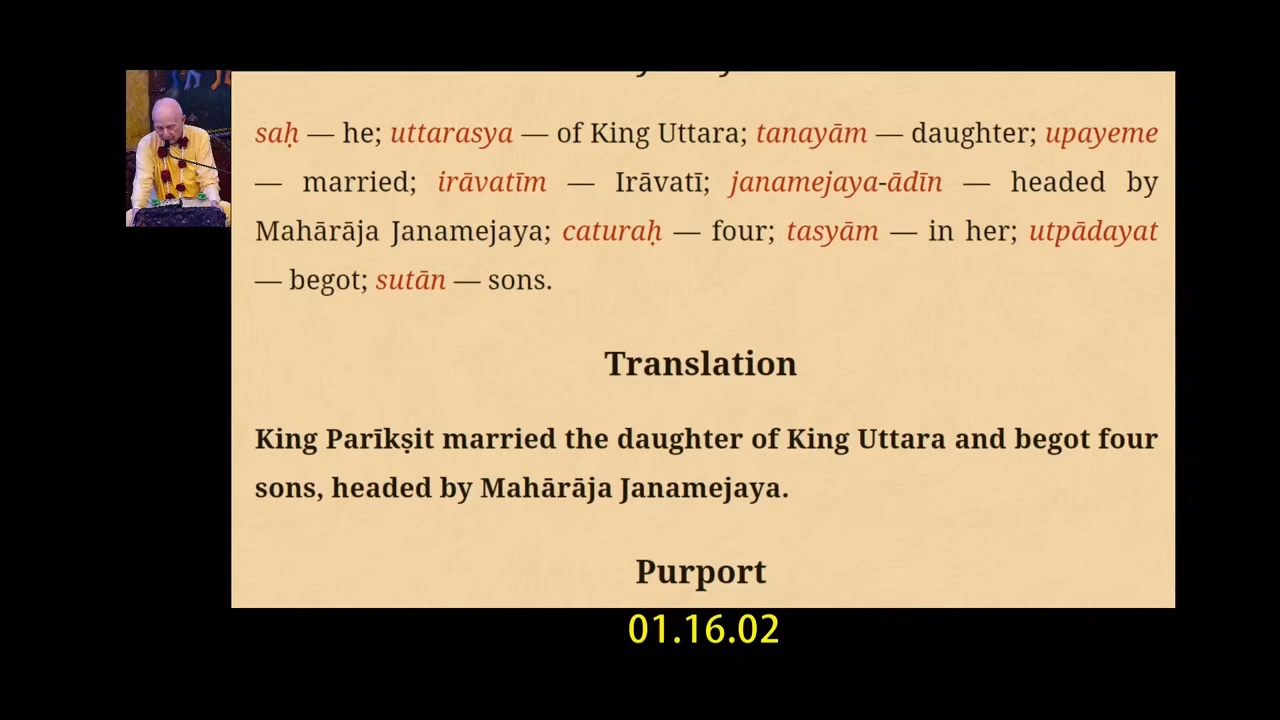 saḥ — he; uttarasya — of King Uttara; tanayām — daughter; upayeme
— married; irāvatīm — Irāvatī; janamejaya-ādīn — headed by
Mahārāja Janamejaya; caturaḥ — four; tasyām — in her; utpādayat
— begot; sutān — sons.
Translation
King Parīkṣit married the daughter of King Uttara and begot four
sons, headed by Mahārāja Janamejaya.
Purport
01.16.02